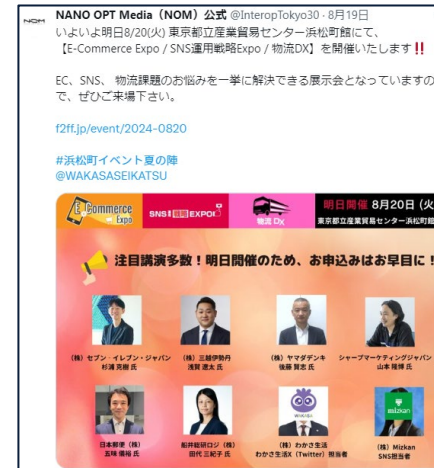 NOM
NANO OPT Media（NOM）公式 @InteropTokyo30 · 8月19日
いよいよ明日8/20(火) 東京都立産業貿易センター浜松町館にて、
【E-Commerce Expo / SNS運用戦略Expo / 物流DX】を開催いたします‼
EC、SNS、 物流課題のお悩みを一挙に解決できる展示会となっていますの
で、ぜひご来場下さい。
f2ff.jp/event/2024-0820
#浜松町イベント夏の陣
@WAKASASEIKATSU
E-Commerce
Expo
SNS
戦略
EXPO
物流 DX
明日開催 8月20日 (火
東京都立産業貿易センター浜松町館
注目講演多数！明日開催のため、お申込みはお早目に！
(株) セブン‐イレブン・ジャパン
杉浦 克樹 氏
(株) 三越伊勢丹
浅賀 遼太 氏
(株) ヤマダデンキ
後藤 賢志 氏
シャープマーケティングジャパン
山本 隆博 氏
WAKASA
mizkan
日本郵便 (株)
五味 儀裕 氏
船井総研ロジ (株)
田代 三紀子 氏
(株) わかさ生活
わかさ生活X（Twitter）担当者
(株) Mizkan
SNS担当者